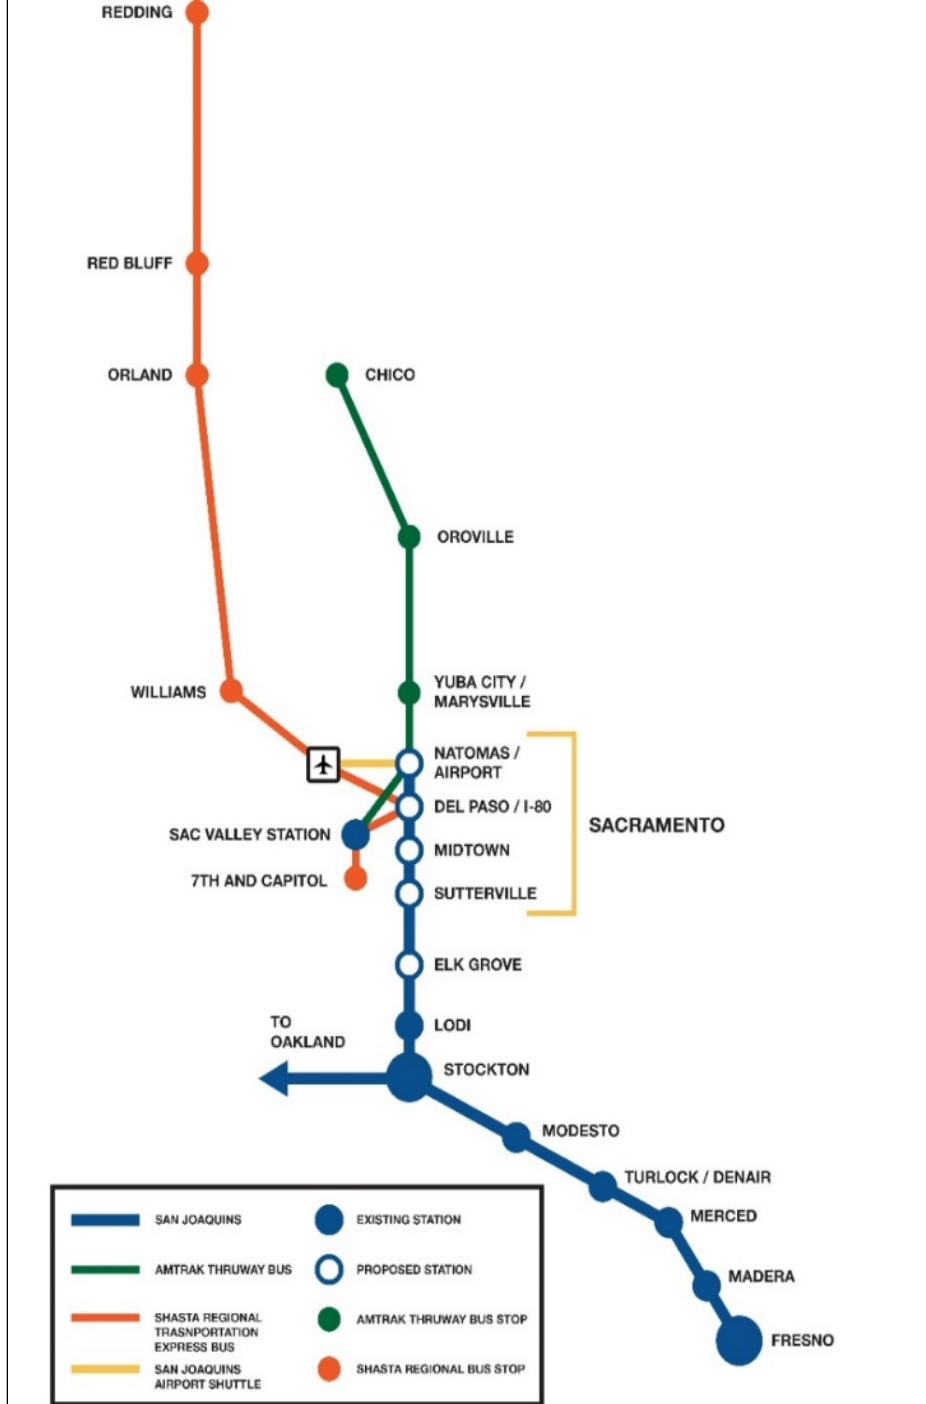 REDDING
RED BLUFF
ORLAND
CHICO
OROVILLE
WILLIAMS
YUBA CITY /
MARYSVILLE
NATOMAS /
AIRPORT
DEL PASO / I-80
SACRAMENTO
SAC VALLEY STATION
MIDTOWN
7TH AND CAPITOL
SUTTERVILLE
ELK GROVE
LODI
TO
OAKLAND
STOCKTON
MODESTO
TURLOCK / DENAIR
MERCED
MADERA
FRESNO
SAN JOAQUINS
EXISTING STATION
AMTRAK THRUWAY BUS
PROPOSED STATION
SHASTA REGIONAL
TRASNPORTATION
EXPRESS BUS
AMTRAK THRUWAY BUS STOP
SAN JOAQUINS
AIRPORT SHUTTLE
SHASTA REGIONAL BUS STOP